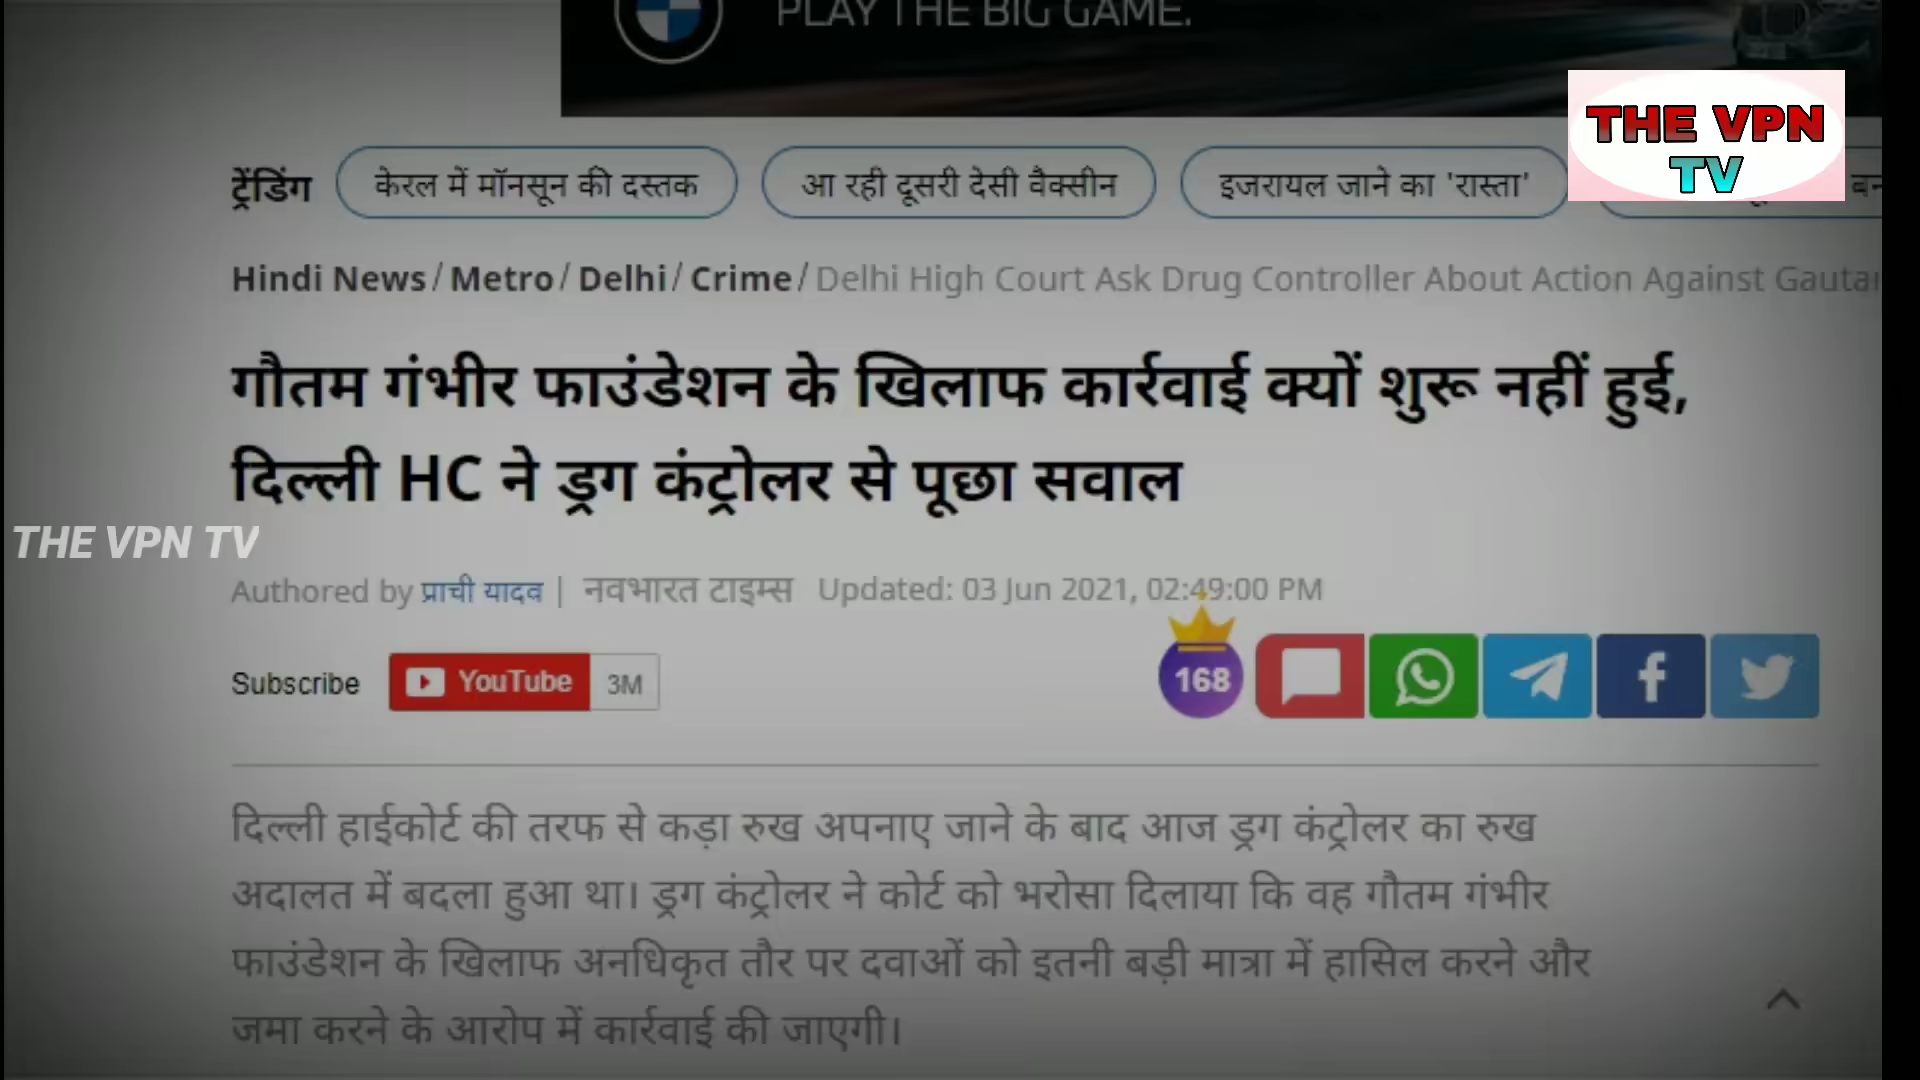 PLAY THE BIG GAME.
THE VPN
TV
ट्रेंडिंग केरल में मॉनसून की दस्तक आ रही दूसरी देसी वैक्सीन इजरायल जाने का 'रास्ता'
Hindi News / Metro / Delhi / Crime / Delhi High Court Ask Drug Controller About Action Against
गौतम गंभीर फाउंडेशन के खिलाफ कार्रवाई क्यों शुरू नहीं हुई,
दिल्ली HC ने ड्रग कंट्रोलर से पूछा सवाल
THE VPN TV
Authored by प्राची यादव | नवभारत टाइम्स Updated: 03 Jun 2021, 02:49:00 PM
Subscribe YouTube 3M 168
दिल्ली हाईकोर्ट की तरफ से कड़ा रुख अपनाए जाने के बाद आज ड्रग कंट्रोलर का रुख
अदालत में बदला हुआ था। ड्रग कंट्रोलर ने कोर्ट को भरोसा दिलाया कि वह गौतम गंभीर
फाउंडेशन के खिलाफ अनधिकृत तौर पर दवाओं को इतनी बड़ी मात्रा में हासिल करने और
जमा करने के आरोप में कार्रवाई की जाएगी।